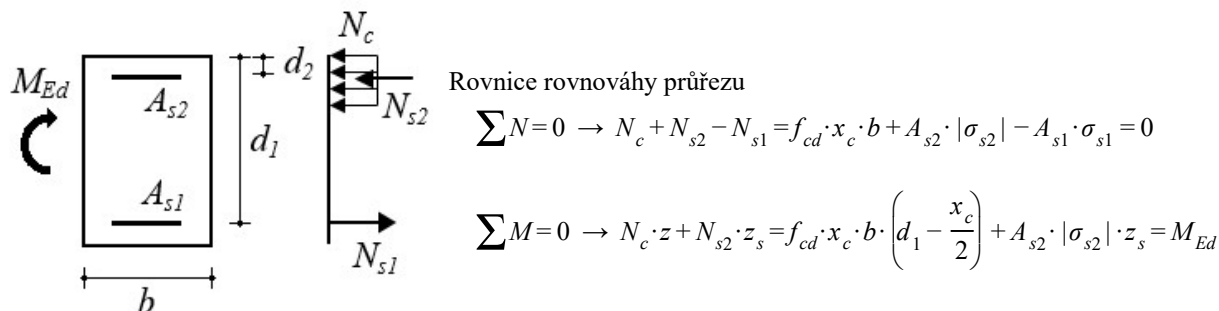 N_c
d_2
M_Ed
A_s2
N_s2
d_1
A_s1
N_s1
b
Rovnice rovnováhy průřezu
∑N=0 → N_c+N_s2−N_s1=f_cd·x_c·b+A_s2·|σ_s2|−A_s1·σ_s1=0
∑M=0 → N_c·z+N_s2·z_s=f_cd·x_c·b·(d_1−x_c/2)+A_s2·|σ_s2|·z_s=M_Ed